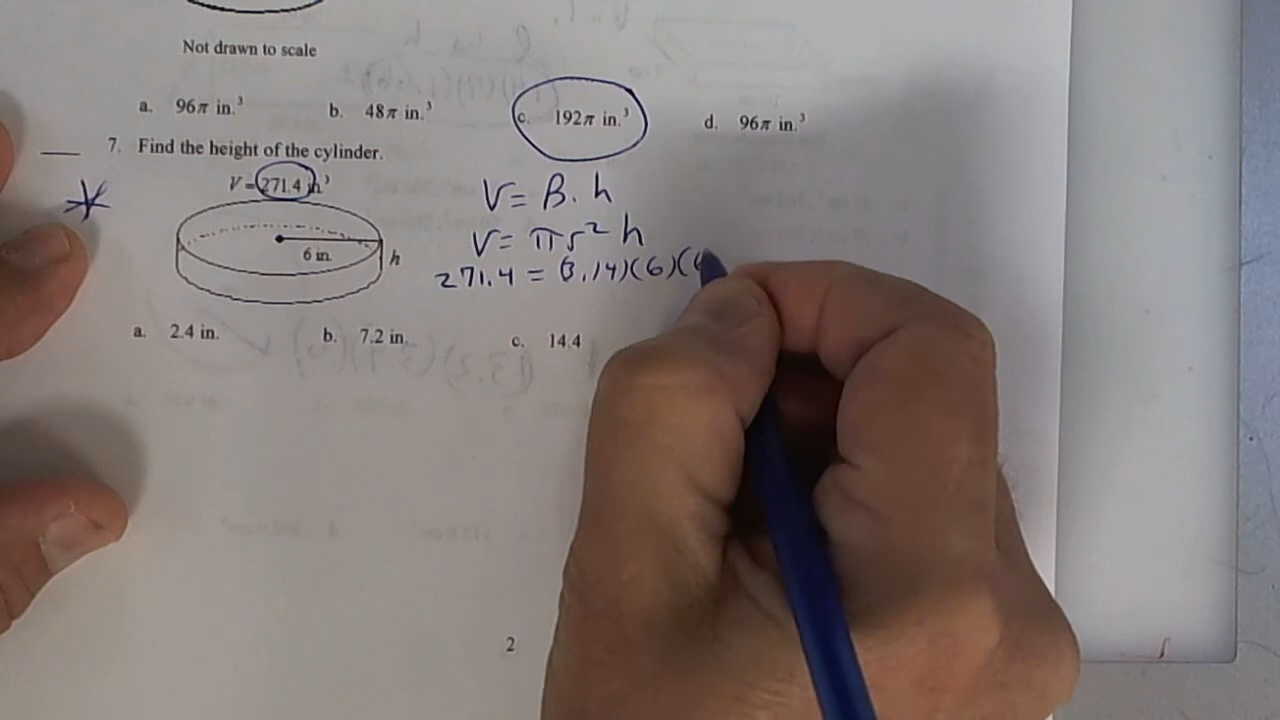 Not drawn to scale
a. 96π in.³ b. 48π in.³ c. 192π in.³ d. 96π in.³
7. Find the height of the cylinder.
V = 271.4 in³
6 in.
h
V = B . h
V = πr² h
271.4 = (3.14)(6)(
a. 2.4 in. b. 7.2 in. c. 14.4
2